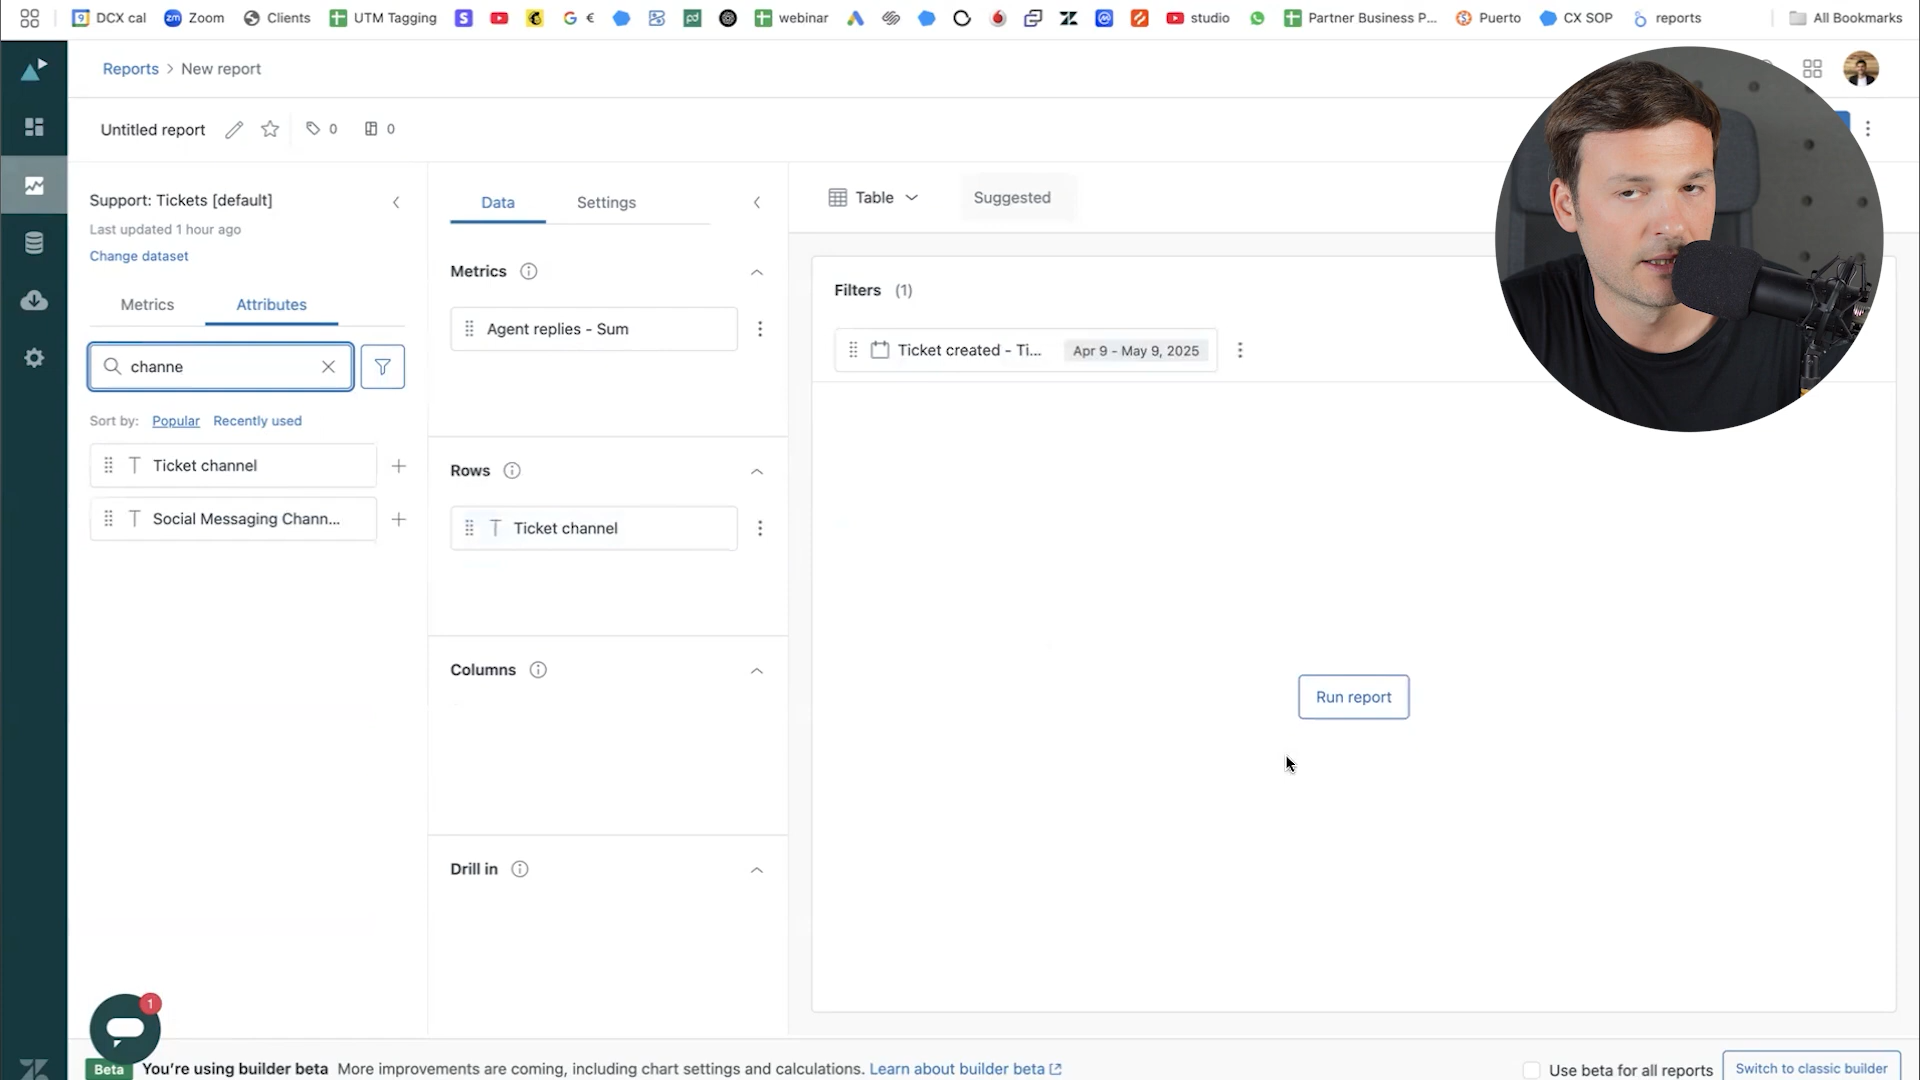 DCX cal Zoom Clients UTM Tagging S G € pd webinar studio Partner Business P... Puerto CX SOP reports All Bookmarks
Reports > New report
Untitled report 0 0
Support: Tickets [default]
Last updated 1 hour ago
Change dataset
Metrics Attributes
channe
Sort by: Popular Recently used
Ticket channel
Social Messaging Chann...
Data Settings
Metrics
Agent replies - Sum
Rows
Ticket channel
Columns
Drill in
Table Suggested
Filters (1)
Ticket created - Ti... Apr 9 - May 9, 2025
Run report
1
Beta You're using builder beta More improvements are coming, including chart settings and calculations. Learn about builder beta
Use beta for all reports Switch to classic builder